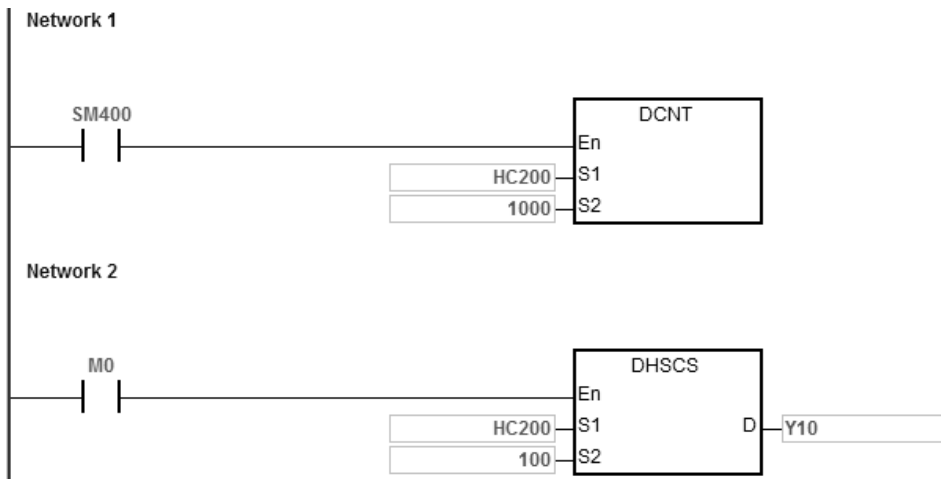 Network 1
SM400
DCNT
En
HC200 S1
1000 S2
Network 2
M0
DHSCS
En
HC200 S1 D Y10
100 S2